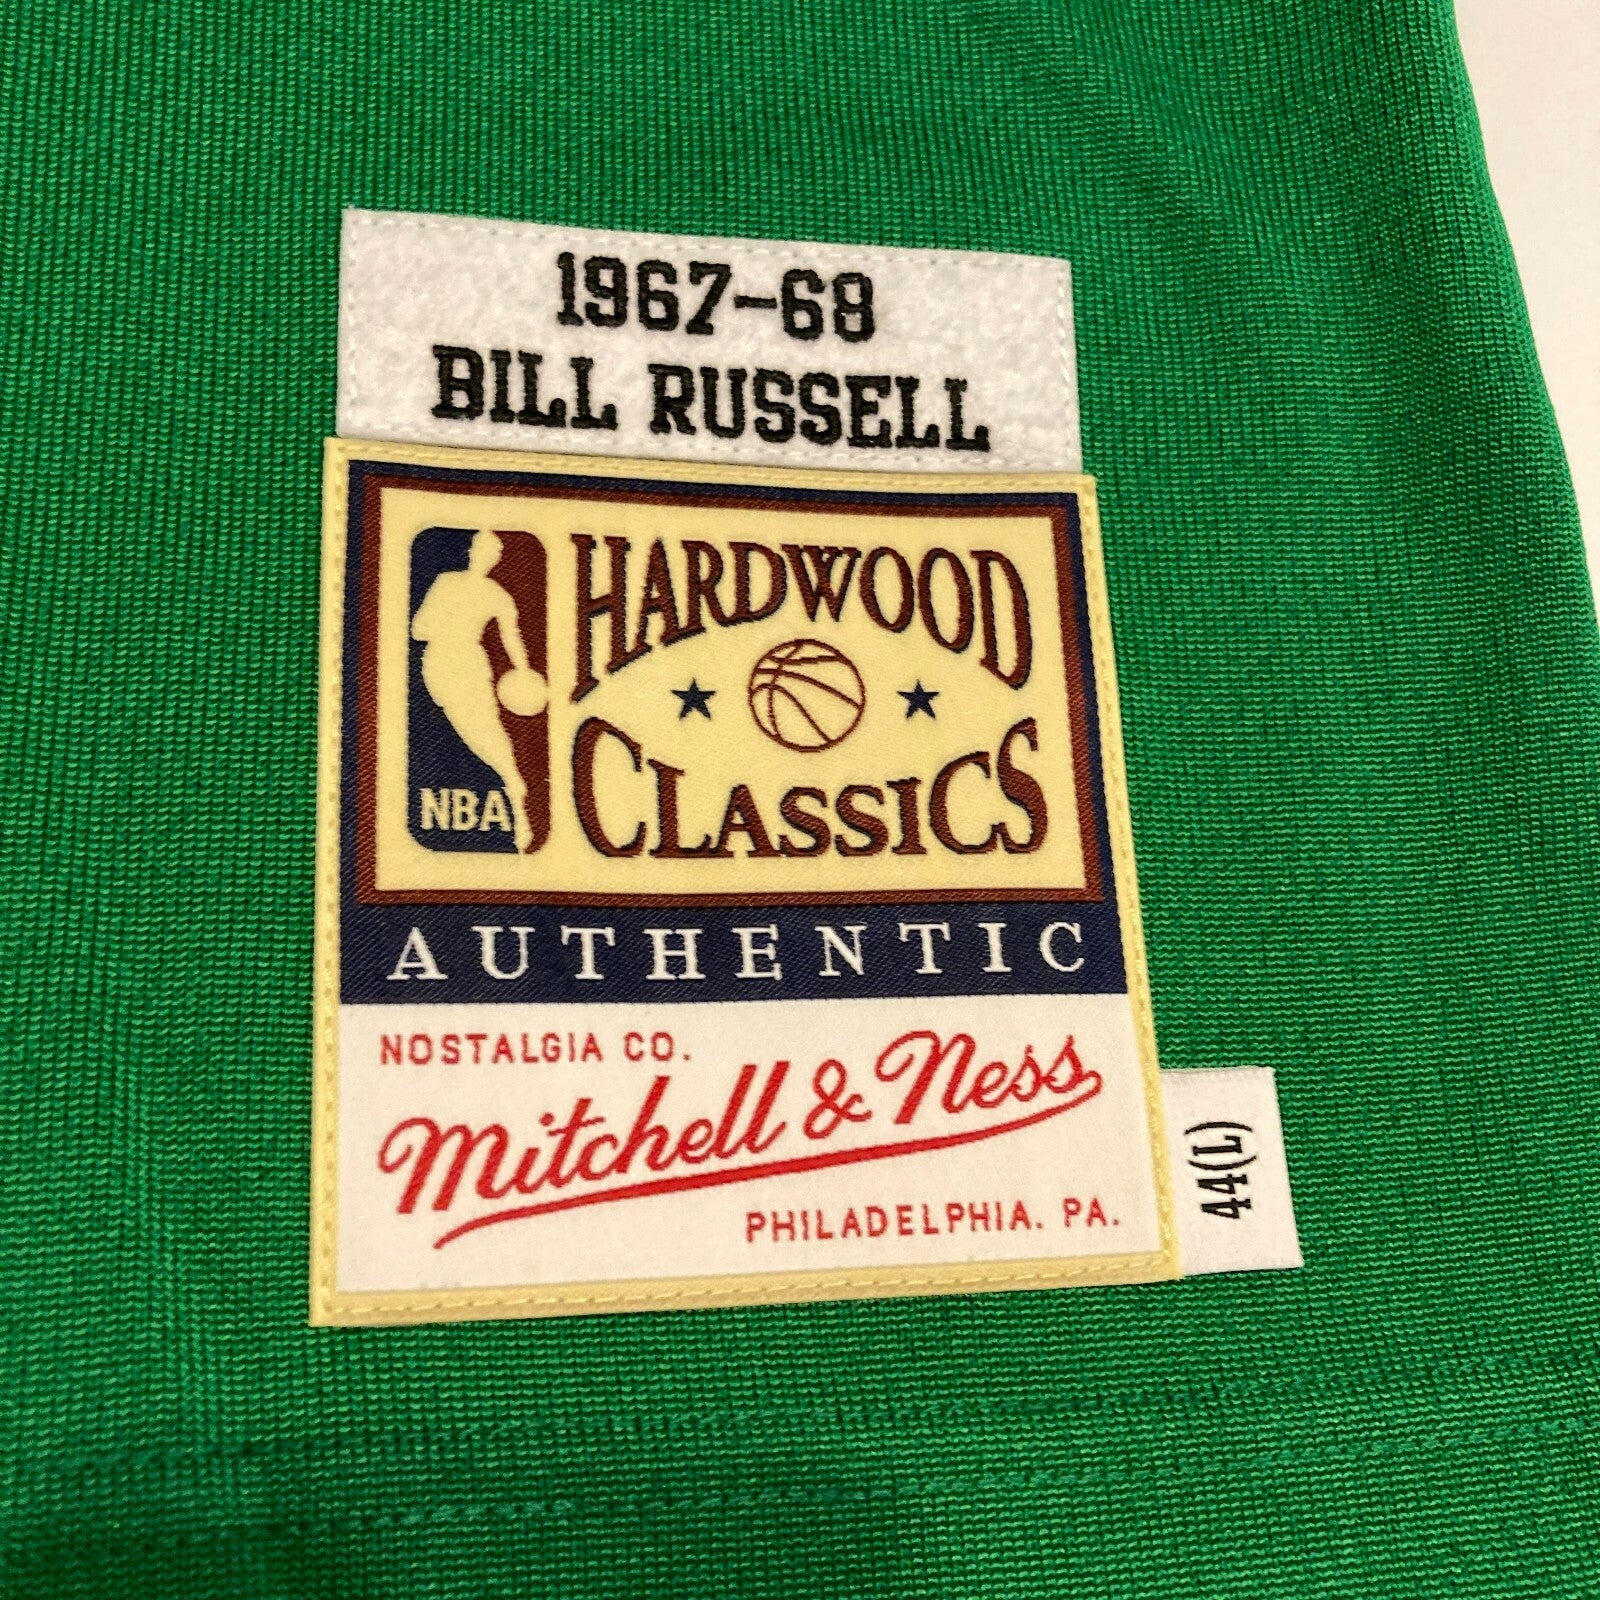 1967-68
BILL RUSSELL
HARDWOOD
CLASSICS
NBA
AUTHENTIC
NOSTALGIA CO.
Mitchell & Ness
PHILADELPHIA. PA.
44(L)